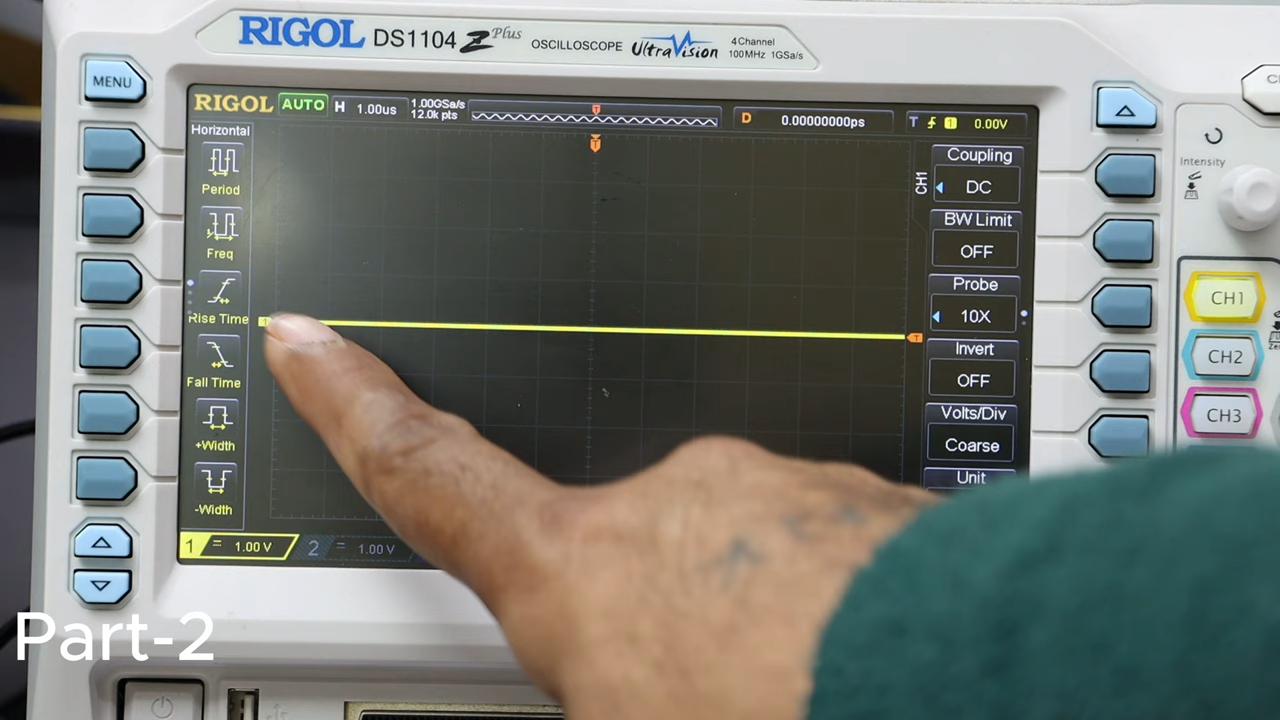 RIGOL DS1104 Z Plus OSCILLOSCOPE UltraVision 4 Channel
100MHz 1GSa/s
MENU
RIGOL AUTO H 1.00us 1.00GSa/s
12.0k pts
D 0.00000000ps T 1 0.00V
Horizontal
Period
Freq
Rise Time
Fall Time
+Width
-Width
T
T
CH1
Coupling
DC
BW Limit
OFF
Probe
10X
Invert
OFF
Volts/Div
Coarse
Unit
1 1.00 V 2 1.00 V
Intensity
CH1
CH2
CH3
Part-2